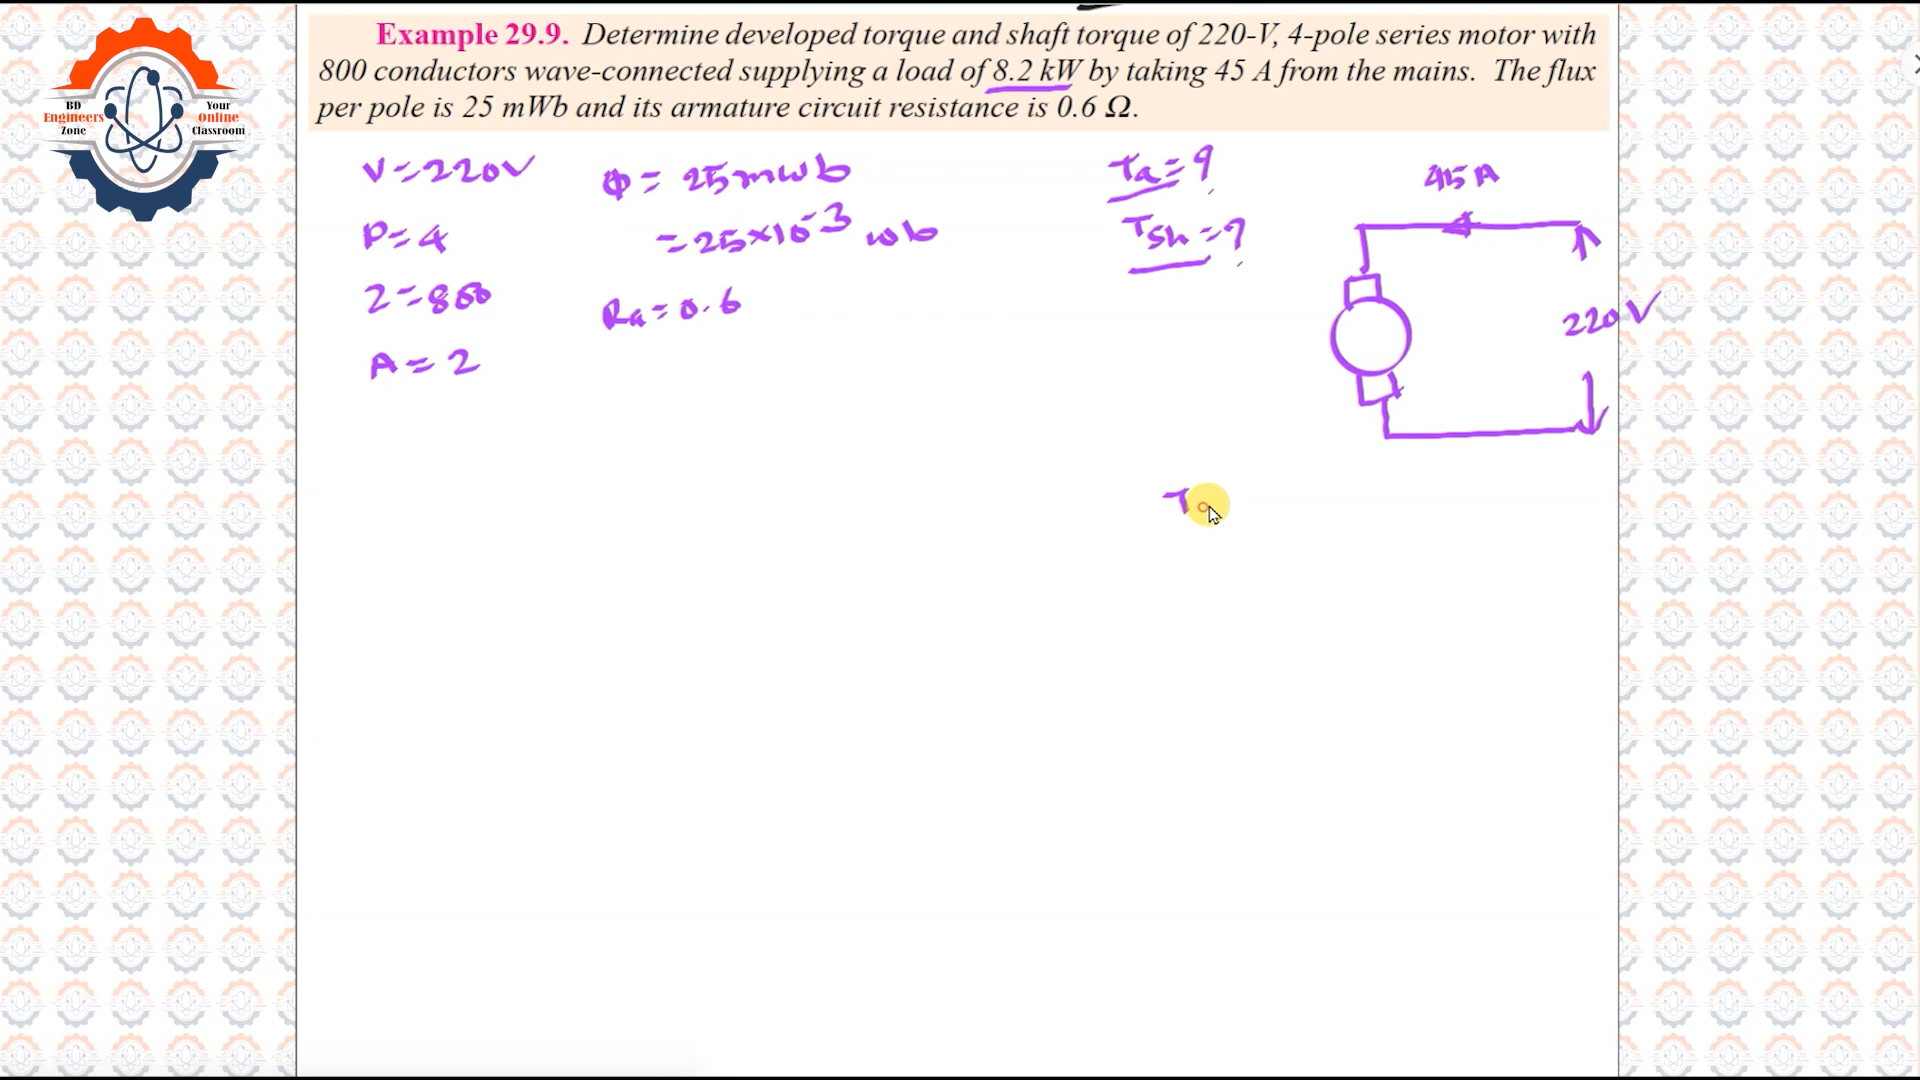 Example 29.9. Determine developed torque and shaft torque of 220-V, 4-pole series motor with
800 conductors wave-connected supplying a load of 8.2 kW by taking 45 A from the mains. The flux
per pole is 25 mWb and its armature circuit resistance is 0.6 Ω.
BD
Engineers
Zone
Your
Online
Classroom
V=220V
P=4
Z=800
A=2
Φ= 25mwb
=25×10⁻³ wb
Ra=0.6
Ta=?
Tsh=?
45A
220V
T